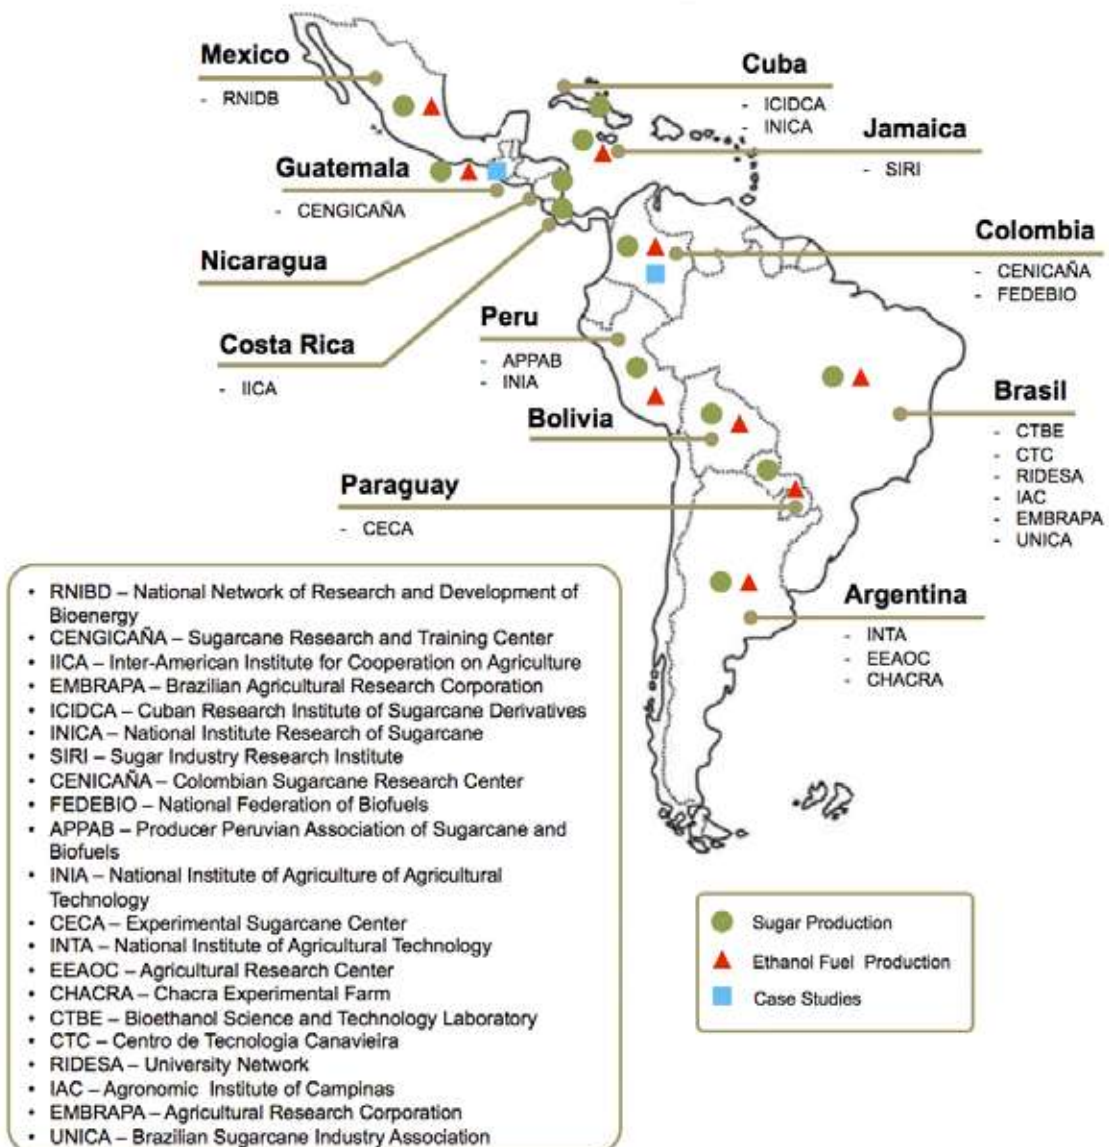 Mexico
- RNIDB
Cuba
- ICIDCA
- INICA
Jamaica
- SIRI
Guatemala
- CENGICAÑA
Nicaragua
Costa Rica
- IICA
Colombia
- CENICAÑA
- FEDEBIO
Peru
- APPAB
- INIA
Bolivia
Brasil
- CTBE
- CTC
- RIDESA
- IAC
- EMBRAPA
- UNICA
Paraguay
- CECA
Argentina
- INTA
- EEAOC
- CHACRA
• RNIBD – National Network of Research and Development of
Bioenergy
• CENGICAÑA – Sugarcane Research and Training Center
• IICA – Inter-American Institute for Cooperation on Agriculture
• EMBRAPA – Brazilian Agricultural Research Corporation
• ICIDCA – Cuban Research Institute of Sugarcane Derivatives
• INICA – National Institute Research of Sugarcane
• SIRI – Sugar Industry Research Institute
• CENICAÑA – Colombian Sugarcane Research Center
• FEDEBIO – National Federation of Biofuels
• APPAB – Producer Peruvian Association of Sugarcane and
Biofuels
• INIA – National Institute of Agriculture of Agricultural
Technology
• CECA – Experimental Sugarcane Center
• INTA – National Institute of Agricultural Technology
• EEAOC – Agricultural Research Center
• CHACRA – Chacra Experimental Farm
• CTBE – Bioethanol Science and Technology Laboratory
• CTC – Centro de Tecnologia Canavieira
• RIDESA – University Network
• IAC – Agronomic Institute of Campinas
• EMBRAPA – Agricultural Research Corporation
• UNICA – Brazilian Sugarcane Industry Association
Sugar Production
Ethanol Fuel Production
Case Studies